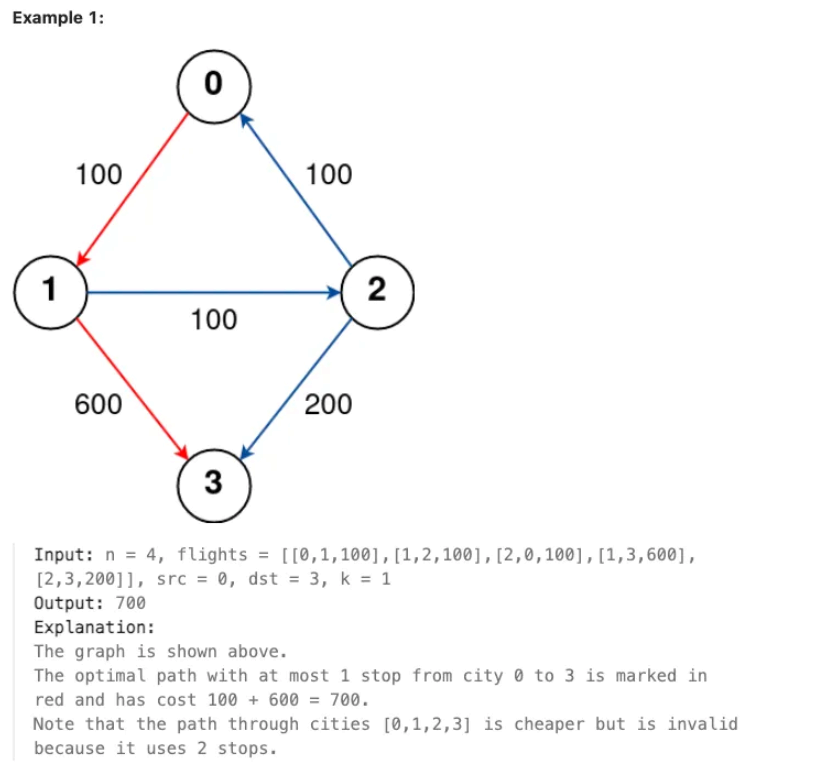 Example 1:
0
100
100
1
2
100
600
200
3
Input: n = 4, flights = [[0,1,100],[1,2,100],[2,0,100],[1,3,600],
[2,3,200]], src = 0, dst = 3, k = 1
Output: 700
Explanation:
The graph is shown above.
The optimal path with at most 1 stop from city 0 to 3 is marked in
red and has cost 100 + 600 = 700.
Note that the path through cities [0,1,2,3] is cheaper but is invalid
because it uses 2 stops.